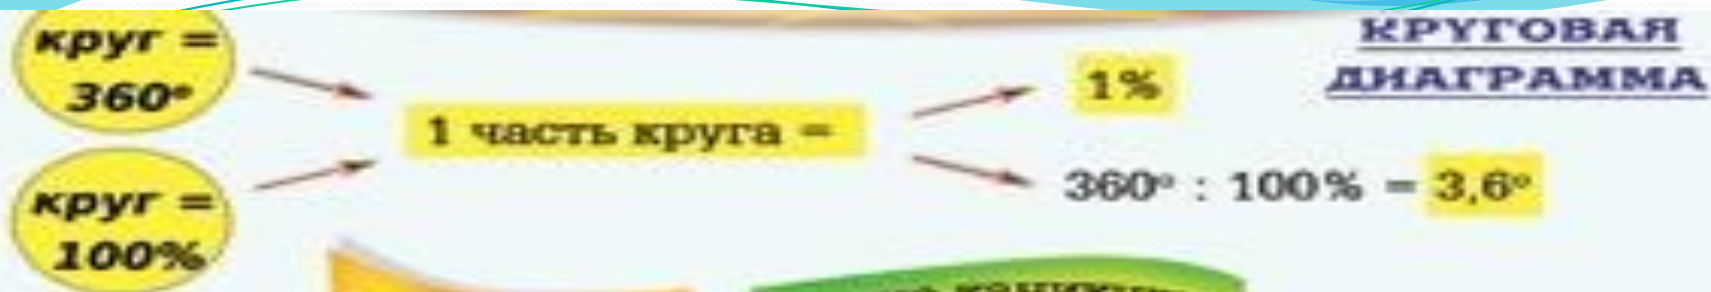 круг =
360°
КРУГОВАЯ
ДИАГРАММА
1 часть круга =
1%
360° : 100% = 3,6°
круг =
100%